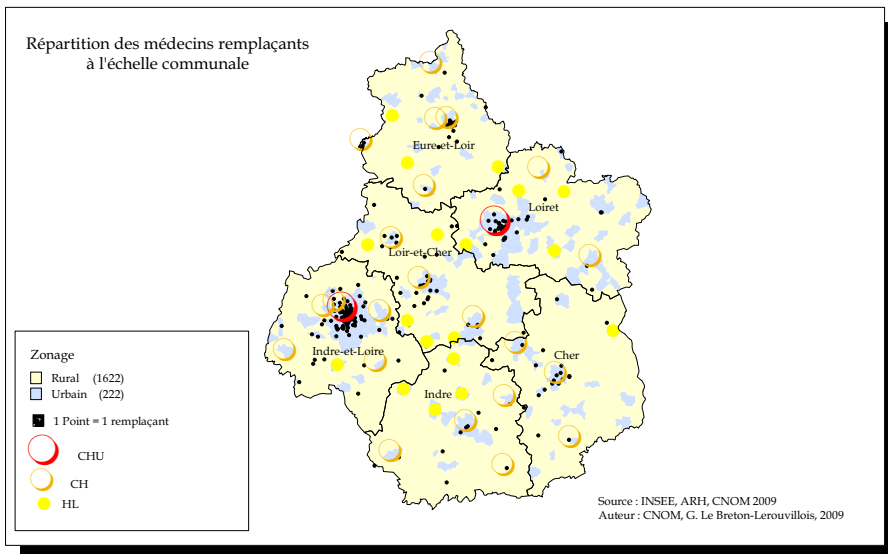 Répartition des médecins remplaçants
à l'échelle communale
Eure-et-Loir
Loiret
Loir-et-Cher
Indre-et-Loire
Cher
Indre
Zonage
Rural (1622)
Urbain (222)
1 Point = 1 remplaçant
CHU
CH
HL
Source : INSEE, ARH, CNOM 2009
Auteur : CNOM, G. Le Breton-Lerouvillois, 2009